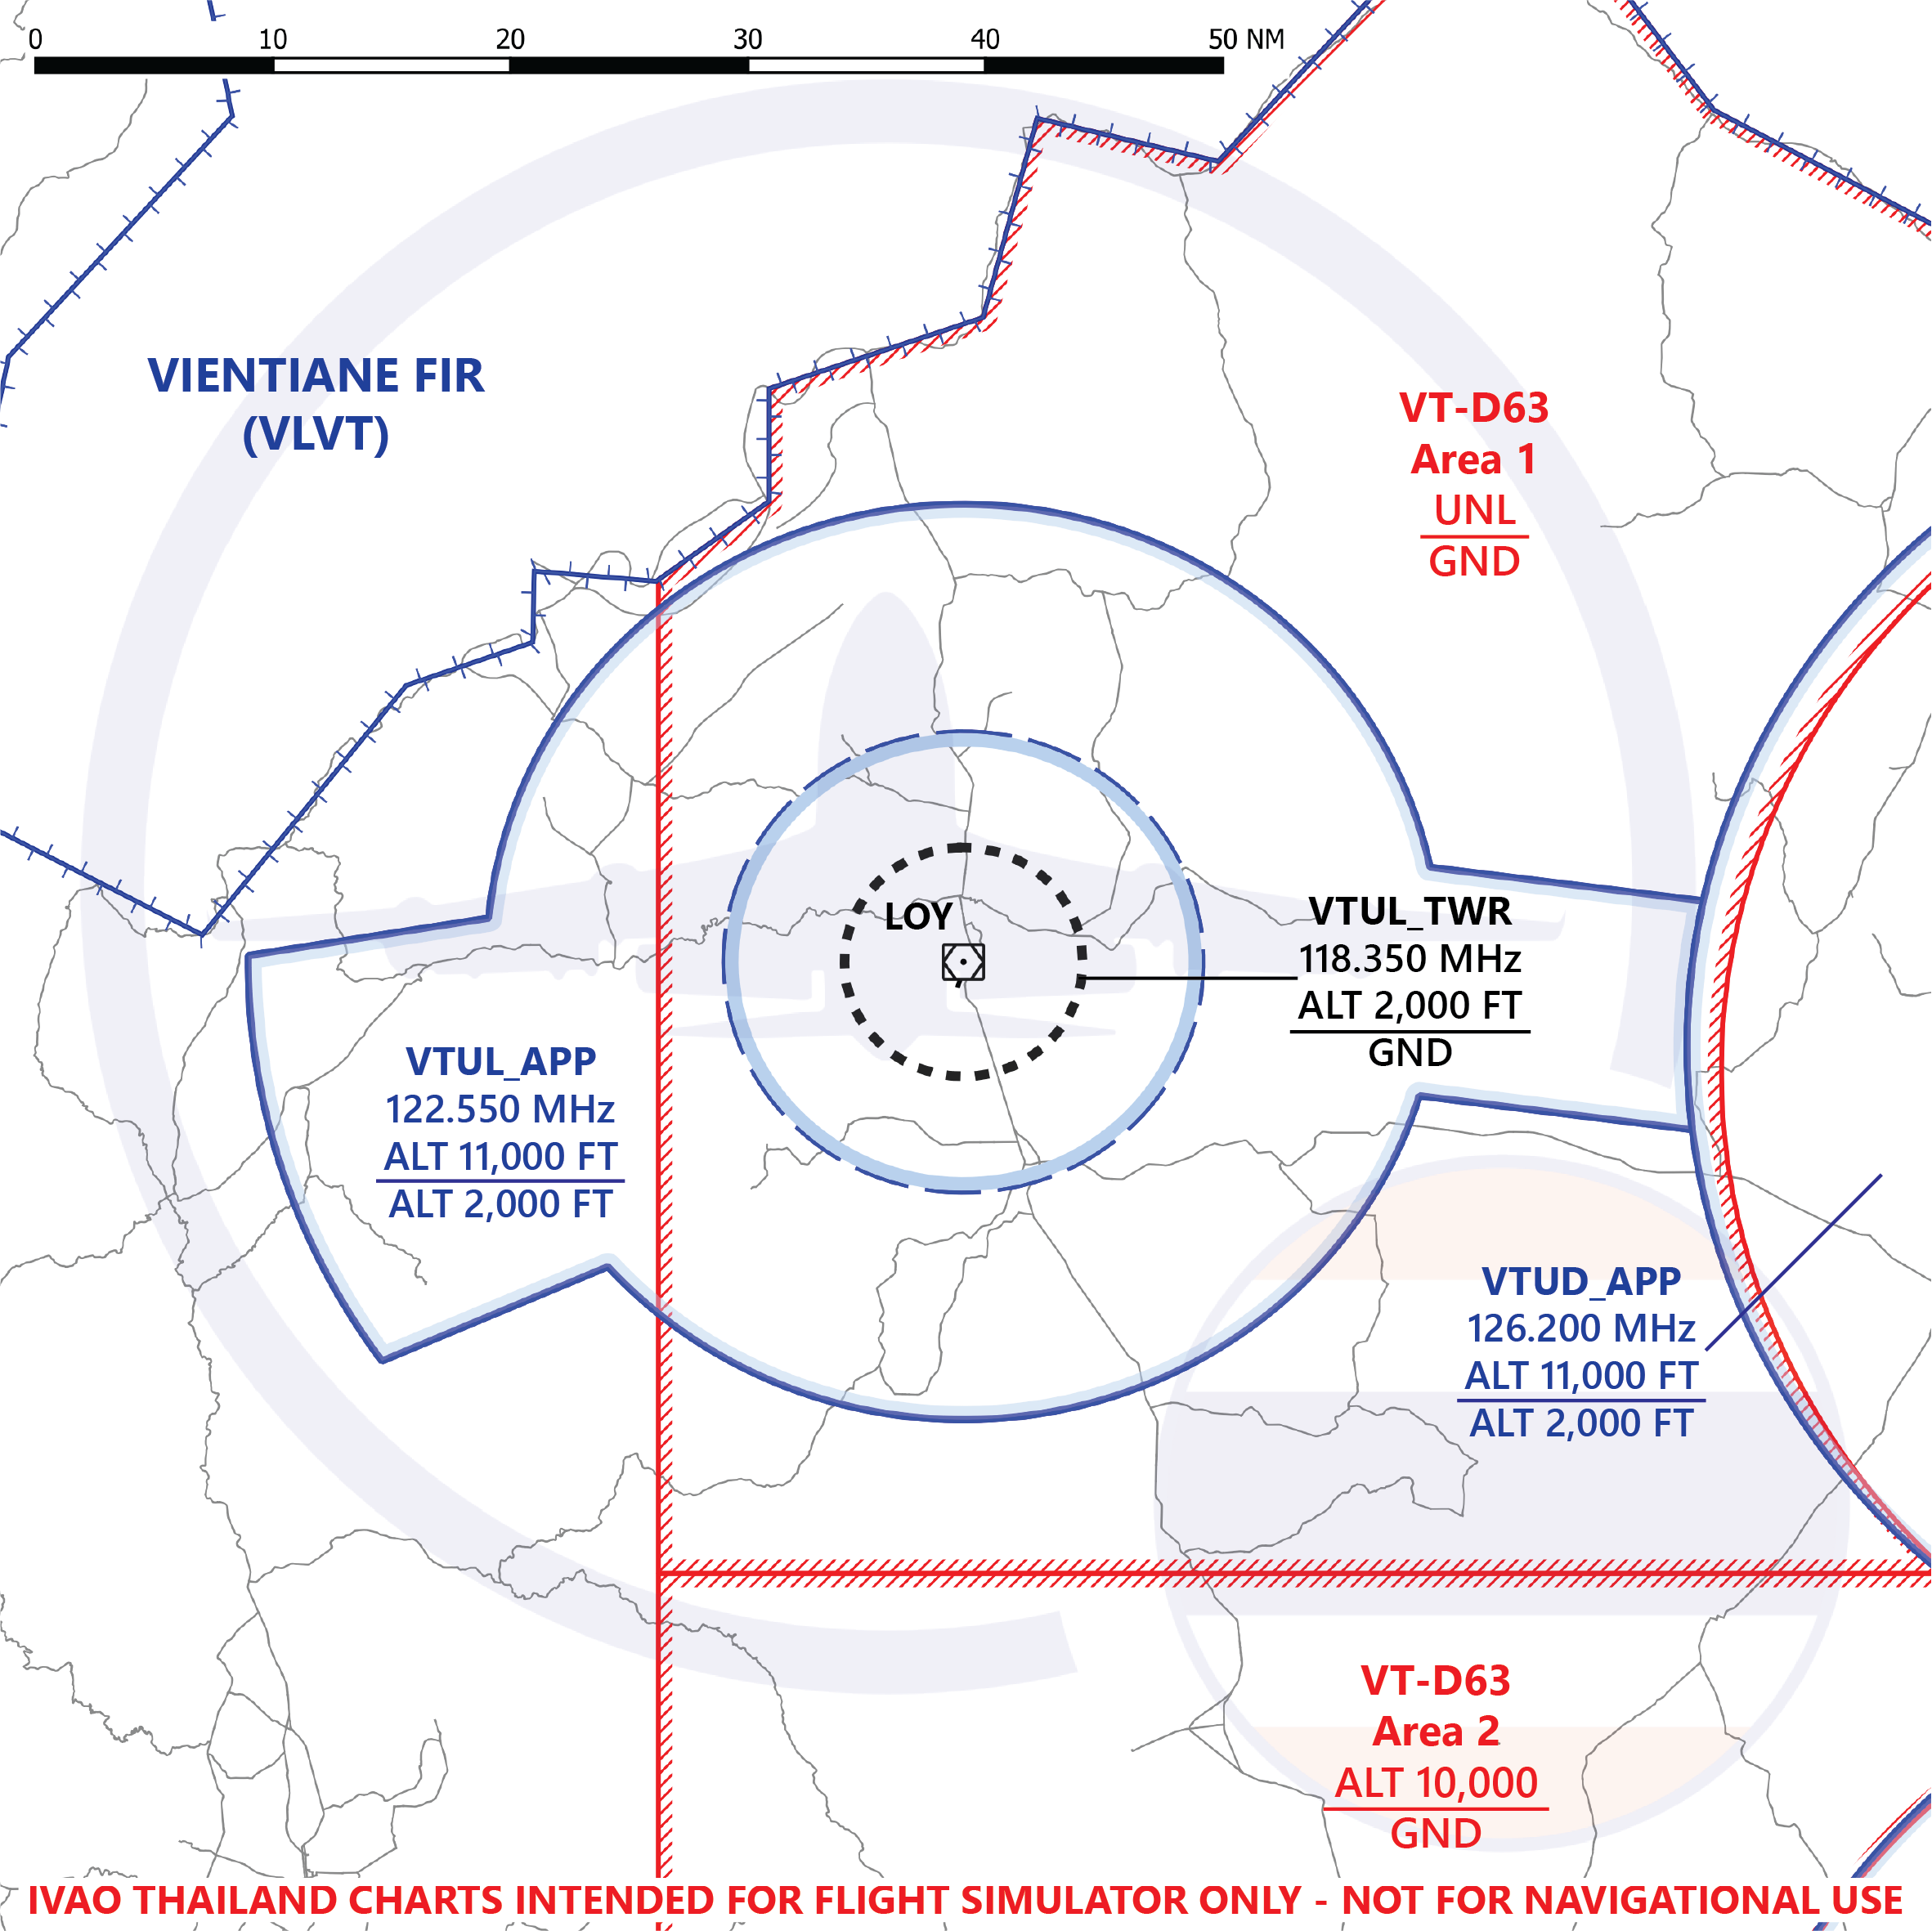 0 10 20 30 40 50 NM
VIENTIANE FIR
(VLVT)
VT-D63
Area 1
UNL
GND
LOY
VTUL_TWR
118.350 MHz
ALT 2,000 FT
GND
VTUL_APP
122.550 MHz
ALT 11,000 FT
ALT 2,000 FT
VTUD_APP
126.200 MHz
ALT 11,000 FT
ALT 2,000 FT
VT-D63
Area 2
ALT 10,000
GND
IVAO THAILAND CHARTS INTENDED FOR FLIGHT SIMULATOR ONLY - NOT FOR NAVIGATIONAL USE